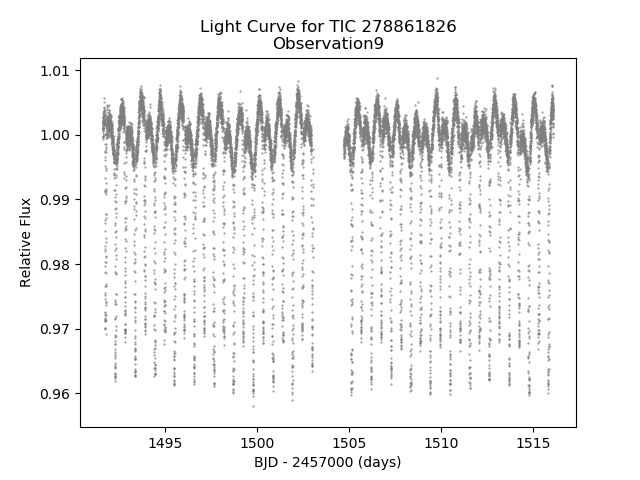 Light Curve for TIC 278861826
Observation9
1.01
1.00
0.99
0.98
0.97
0.96
Relative Flux
1495
1500
1505
1510
1515
BJD - 2457000 (days)